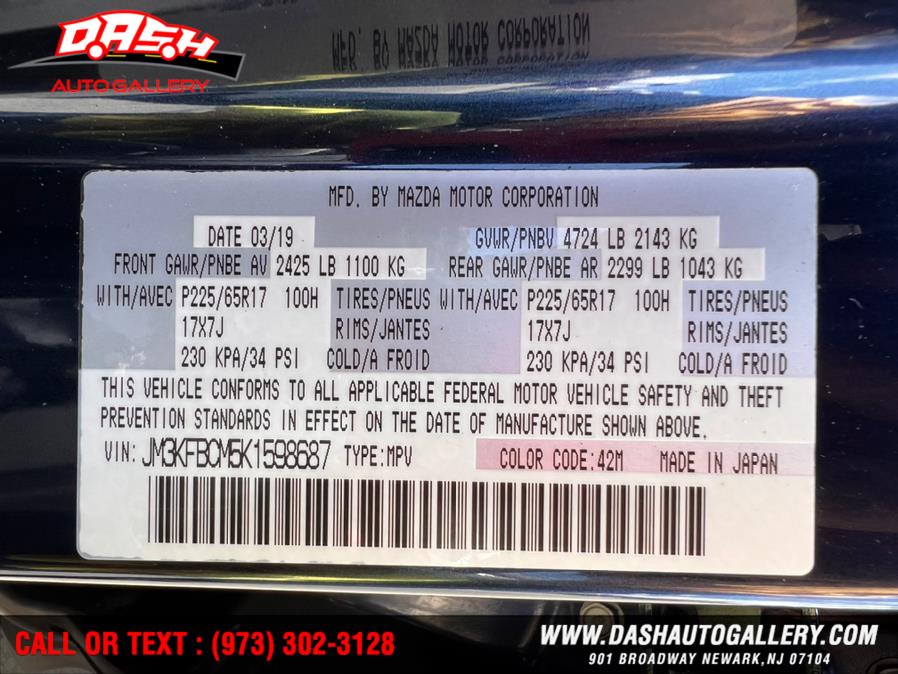 DASH
AUTO GALLERY
MFD. BY MAZDA MOTOR CORPORATION
MFD. BY MAZDA MOTOR CORPORATION
DATE 03/19 GVWR/PNBV 4724 LB 2143 KG
FRONT GAWR/PNBE AV 2425 LB 1100 KG REAR GAWR/PNBE AR 2299 LB 1043 KG
WITH/AVEC P225/65R17 100H TIRES/PNEUS WITH/AVEC P225/65R17 100H TIRES/PNEUS
17X7J RIMS/JANTES 17X7J RIMS/JANTES
230 KPA/34 PSI COLD/A FROID 230 KPA/34 PSI COLD/A FROID
THIS VEHICLE CONFORMS TO ALL APPLICABLE FEDERAL MOTOR VEHICLE SAFETY AND THEFT
PREVENTION STANDARDS IN EFFECT ON THE DATE OF MANUFACTURE SHOWN ABOVE.
VIN: JM3KFBCM5K1598687 TYPE:MPV COLOR CODE:42M MADE IN JAPAN
CALL OR TEXT : (973) 302-3128
WWW.DASHAUTOGALLERY.COM
901 BROADWAY NEWARK,NJ 07104